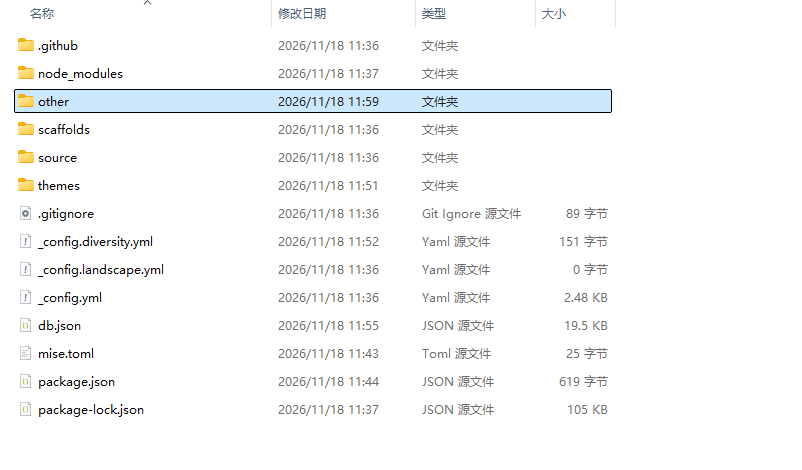 名称 修改日期 类型 大小
.github 2026/11/18 11:36 文件夹
node_modules 2026/11/18 11:37 文件夹
other 2026/11/18 11:59 文件夹
scaffolds 2026/11/18 11:36 文件夹
source 2026/11/18 11:36 文件夹
themes 2026/11/18 11:51 文件夹
.gitignore 2026/11/18 11:36 Git Ignore 源文件 89 字节
_config.diversity.yml 2026/11/18 11:52 Yaml 源文件 151 字节
_config.landscape.yml 2026/11/18 11:36 Yaml 源文件 0 字节
_config.yml 2026/11/18 11:36 Yaml 源文件 2.48 KB
db.json 2026/11/18 11:55 JSON 源文件 19.5 KB
mise.toml 2026/11/18 11:43 Toml 源文件 25 字节
package.json 2026/11/18 11:44 JSON 源文件 619 字节
package-lock.json 2026/11/18 11:37 JSON 源文件 105 KB